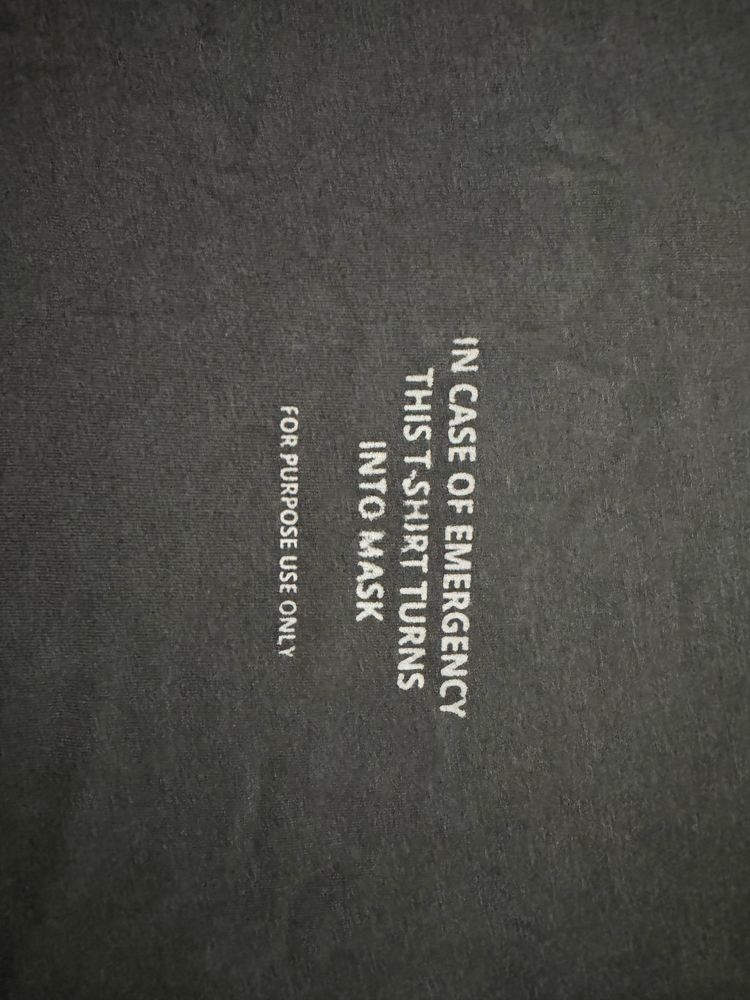 IN CASE OF EMERGENCY
THIS T-SHIRT TURNS
INTO MASK
FOR PURPOSE USE ONLY